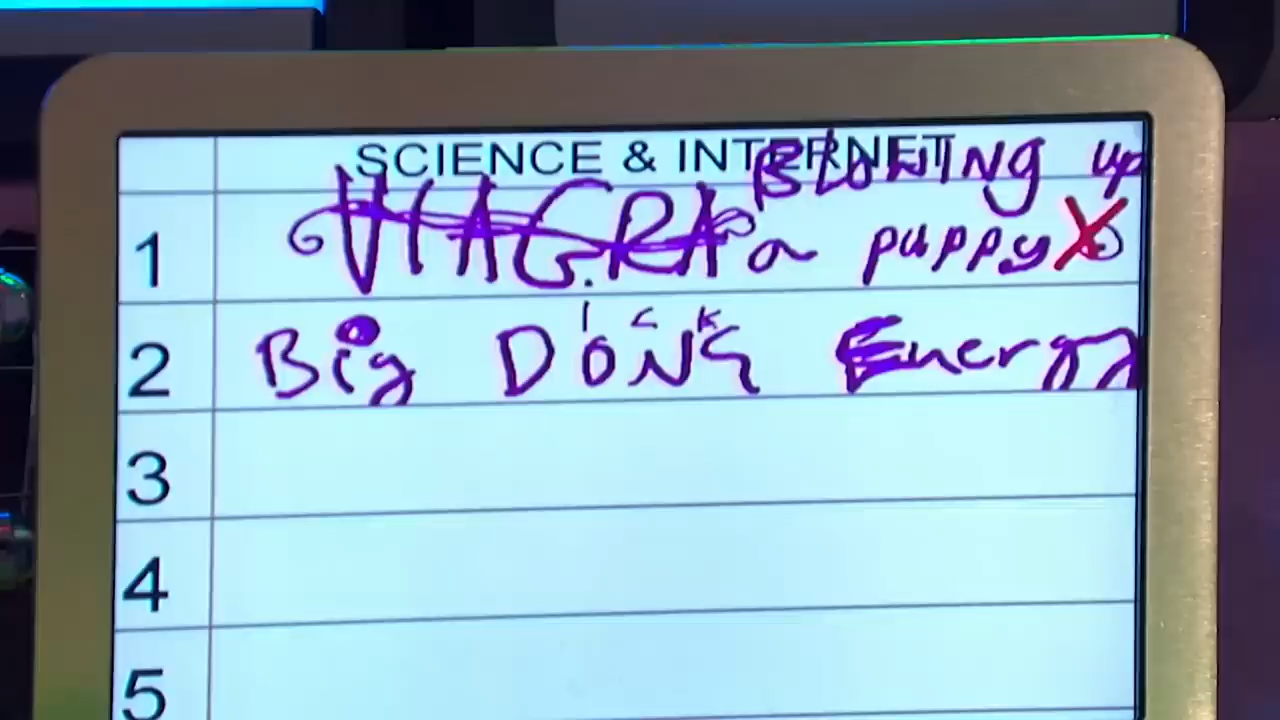 SCIENCE & INTERNET
BLOWING up
1 VIAGRA a puppy X
I C K
2 Big DONG Energy
3
4
5